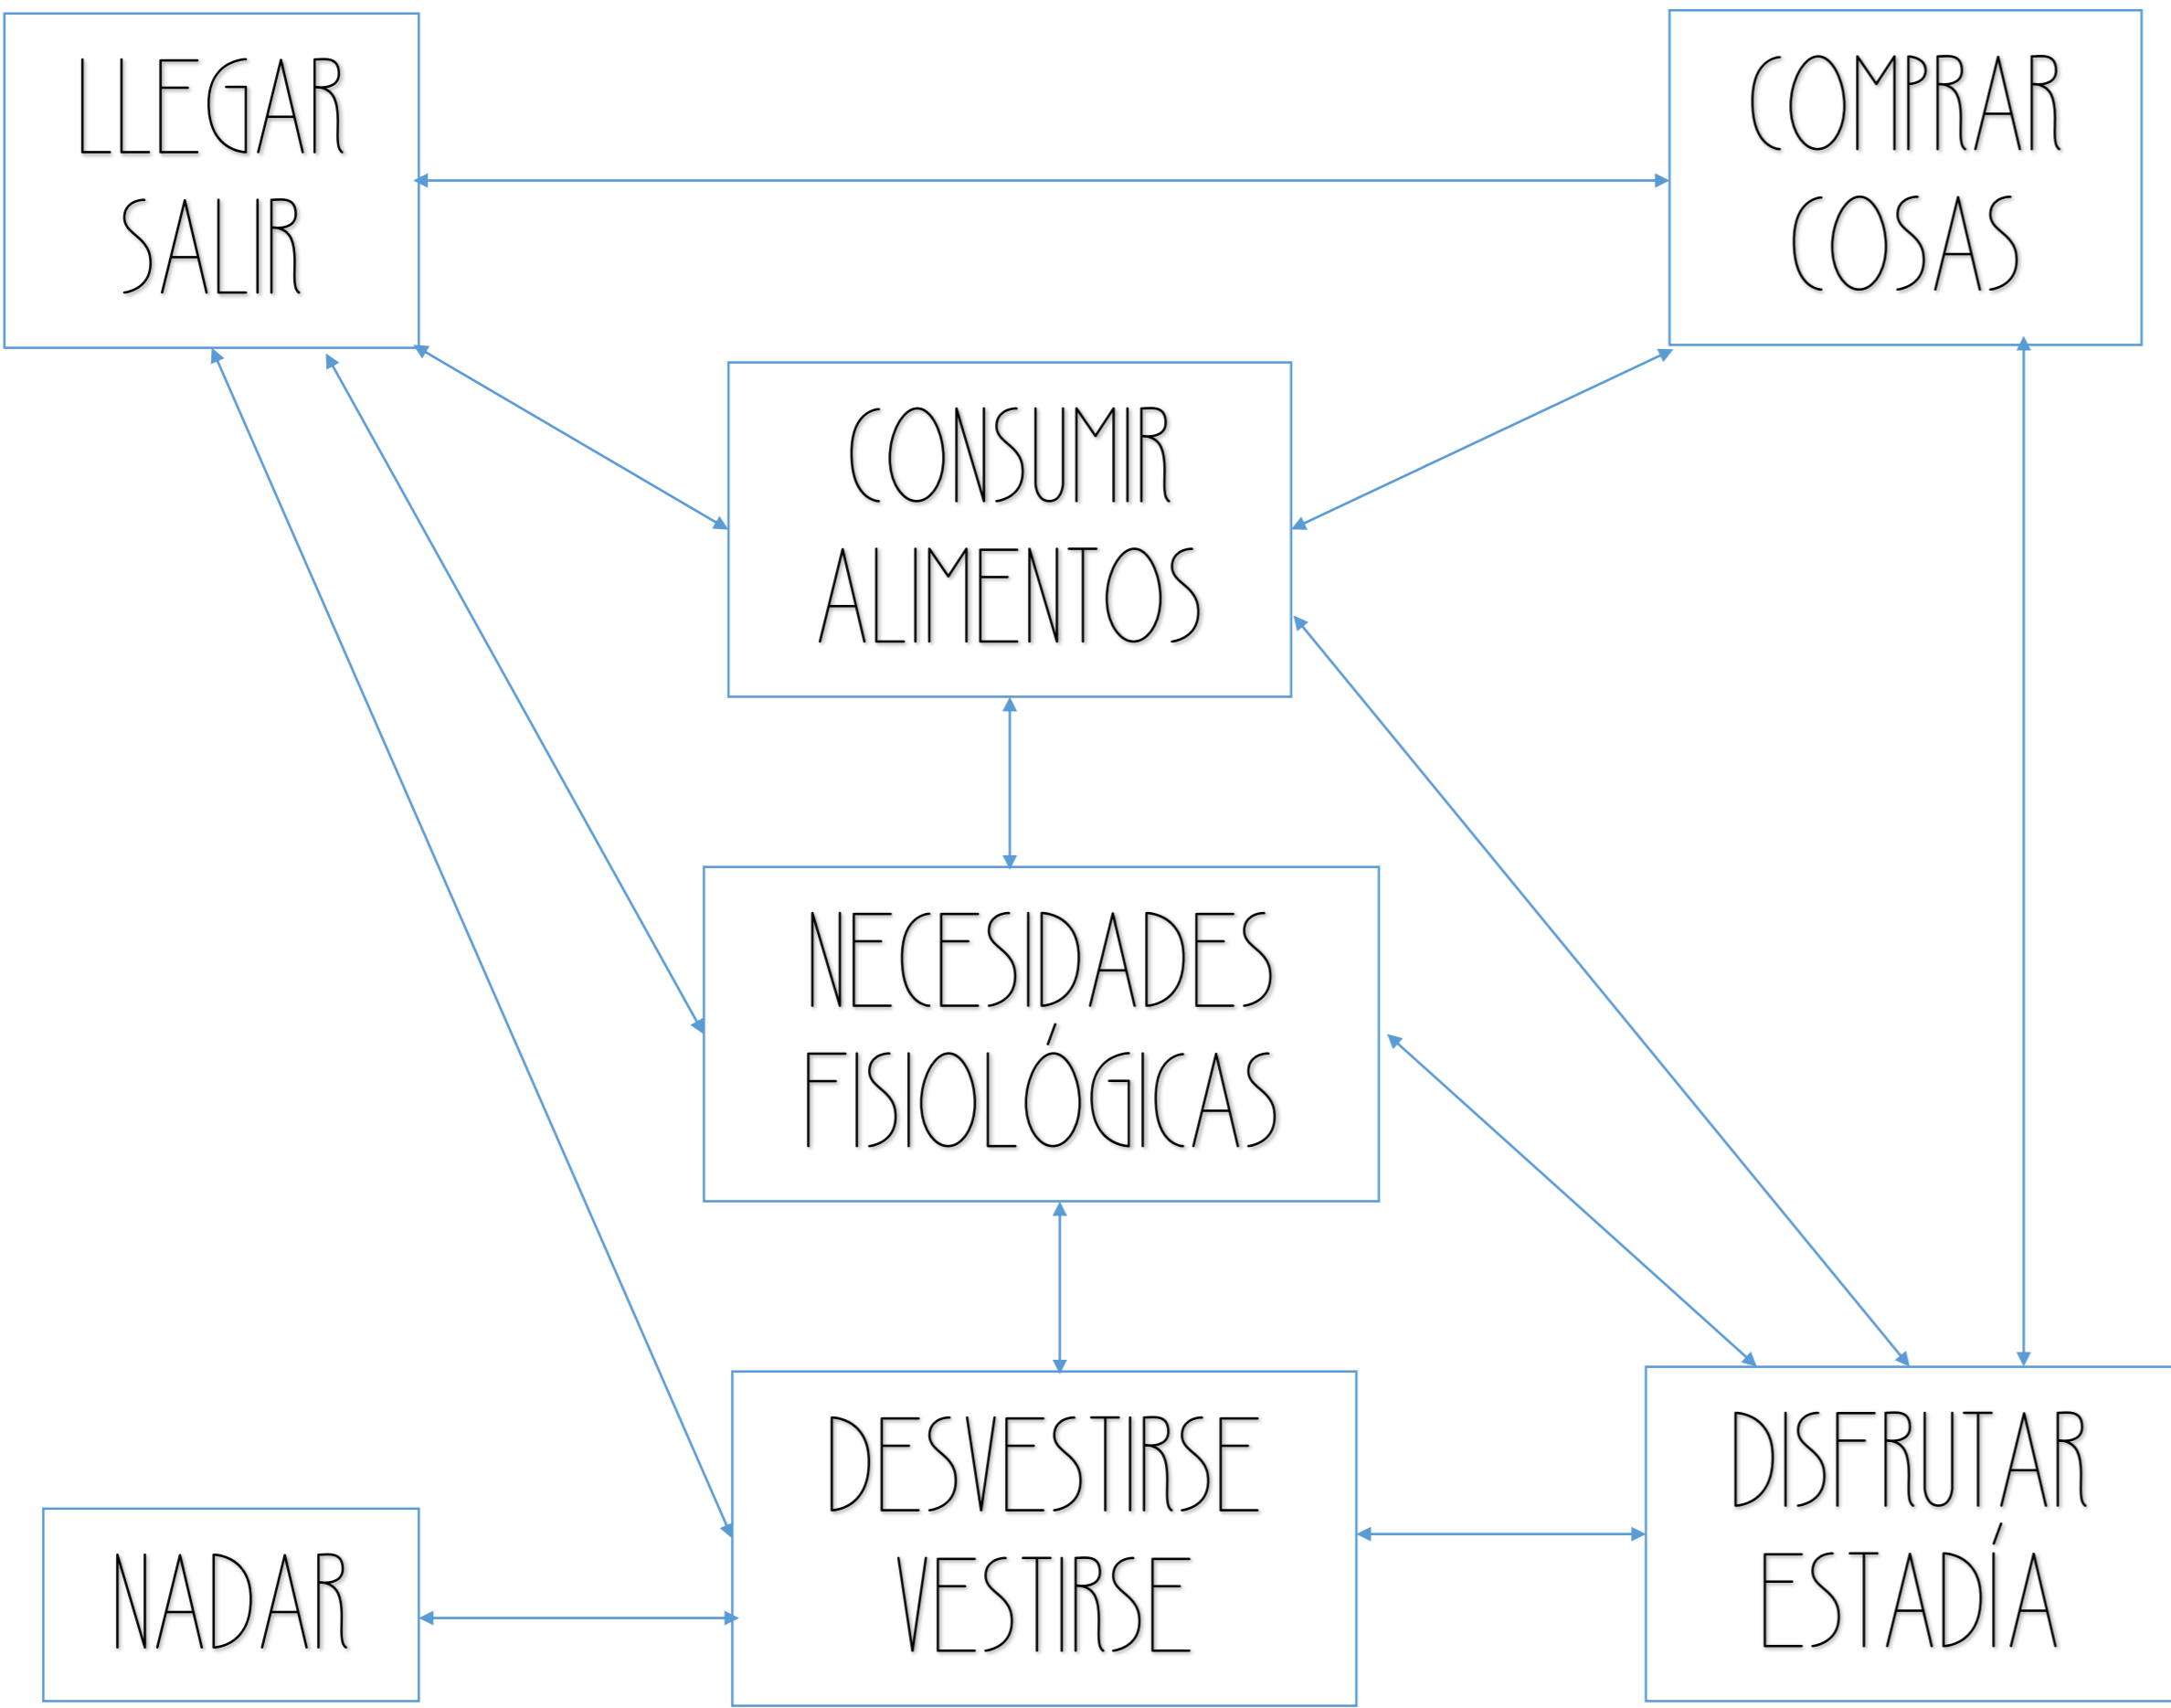 LLEGAR
SALIR
COMPRAR
COSAS
CONSUMIR
ALIMENTOS
NECESIDADES
FISIOLÓGICAS
DESVESTIRSE
VESTIRSE
DISFRUTAR
ESTADÍA
NADAR